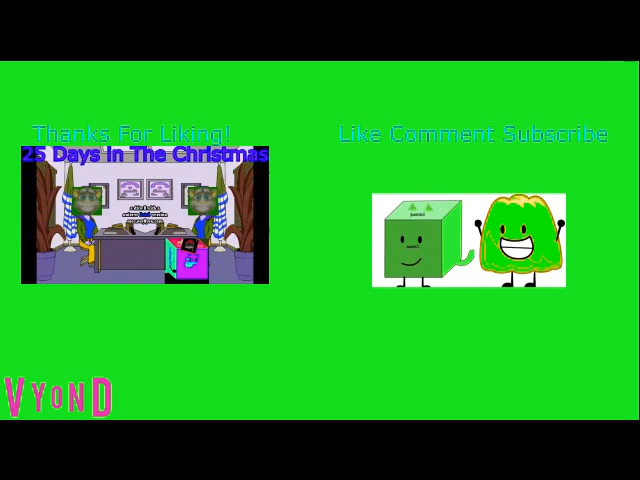 Thanks For Liking!
Like Comment Subscribe
25 Days in The Christmas
VYOND